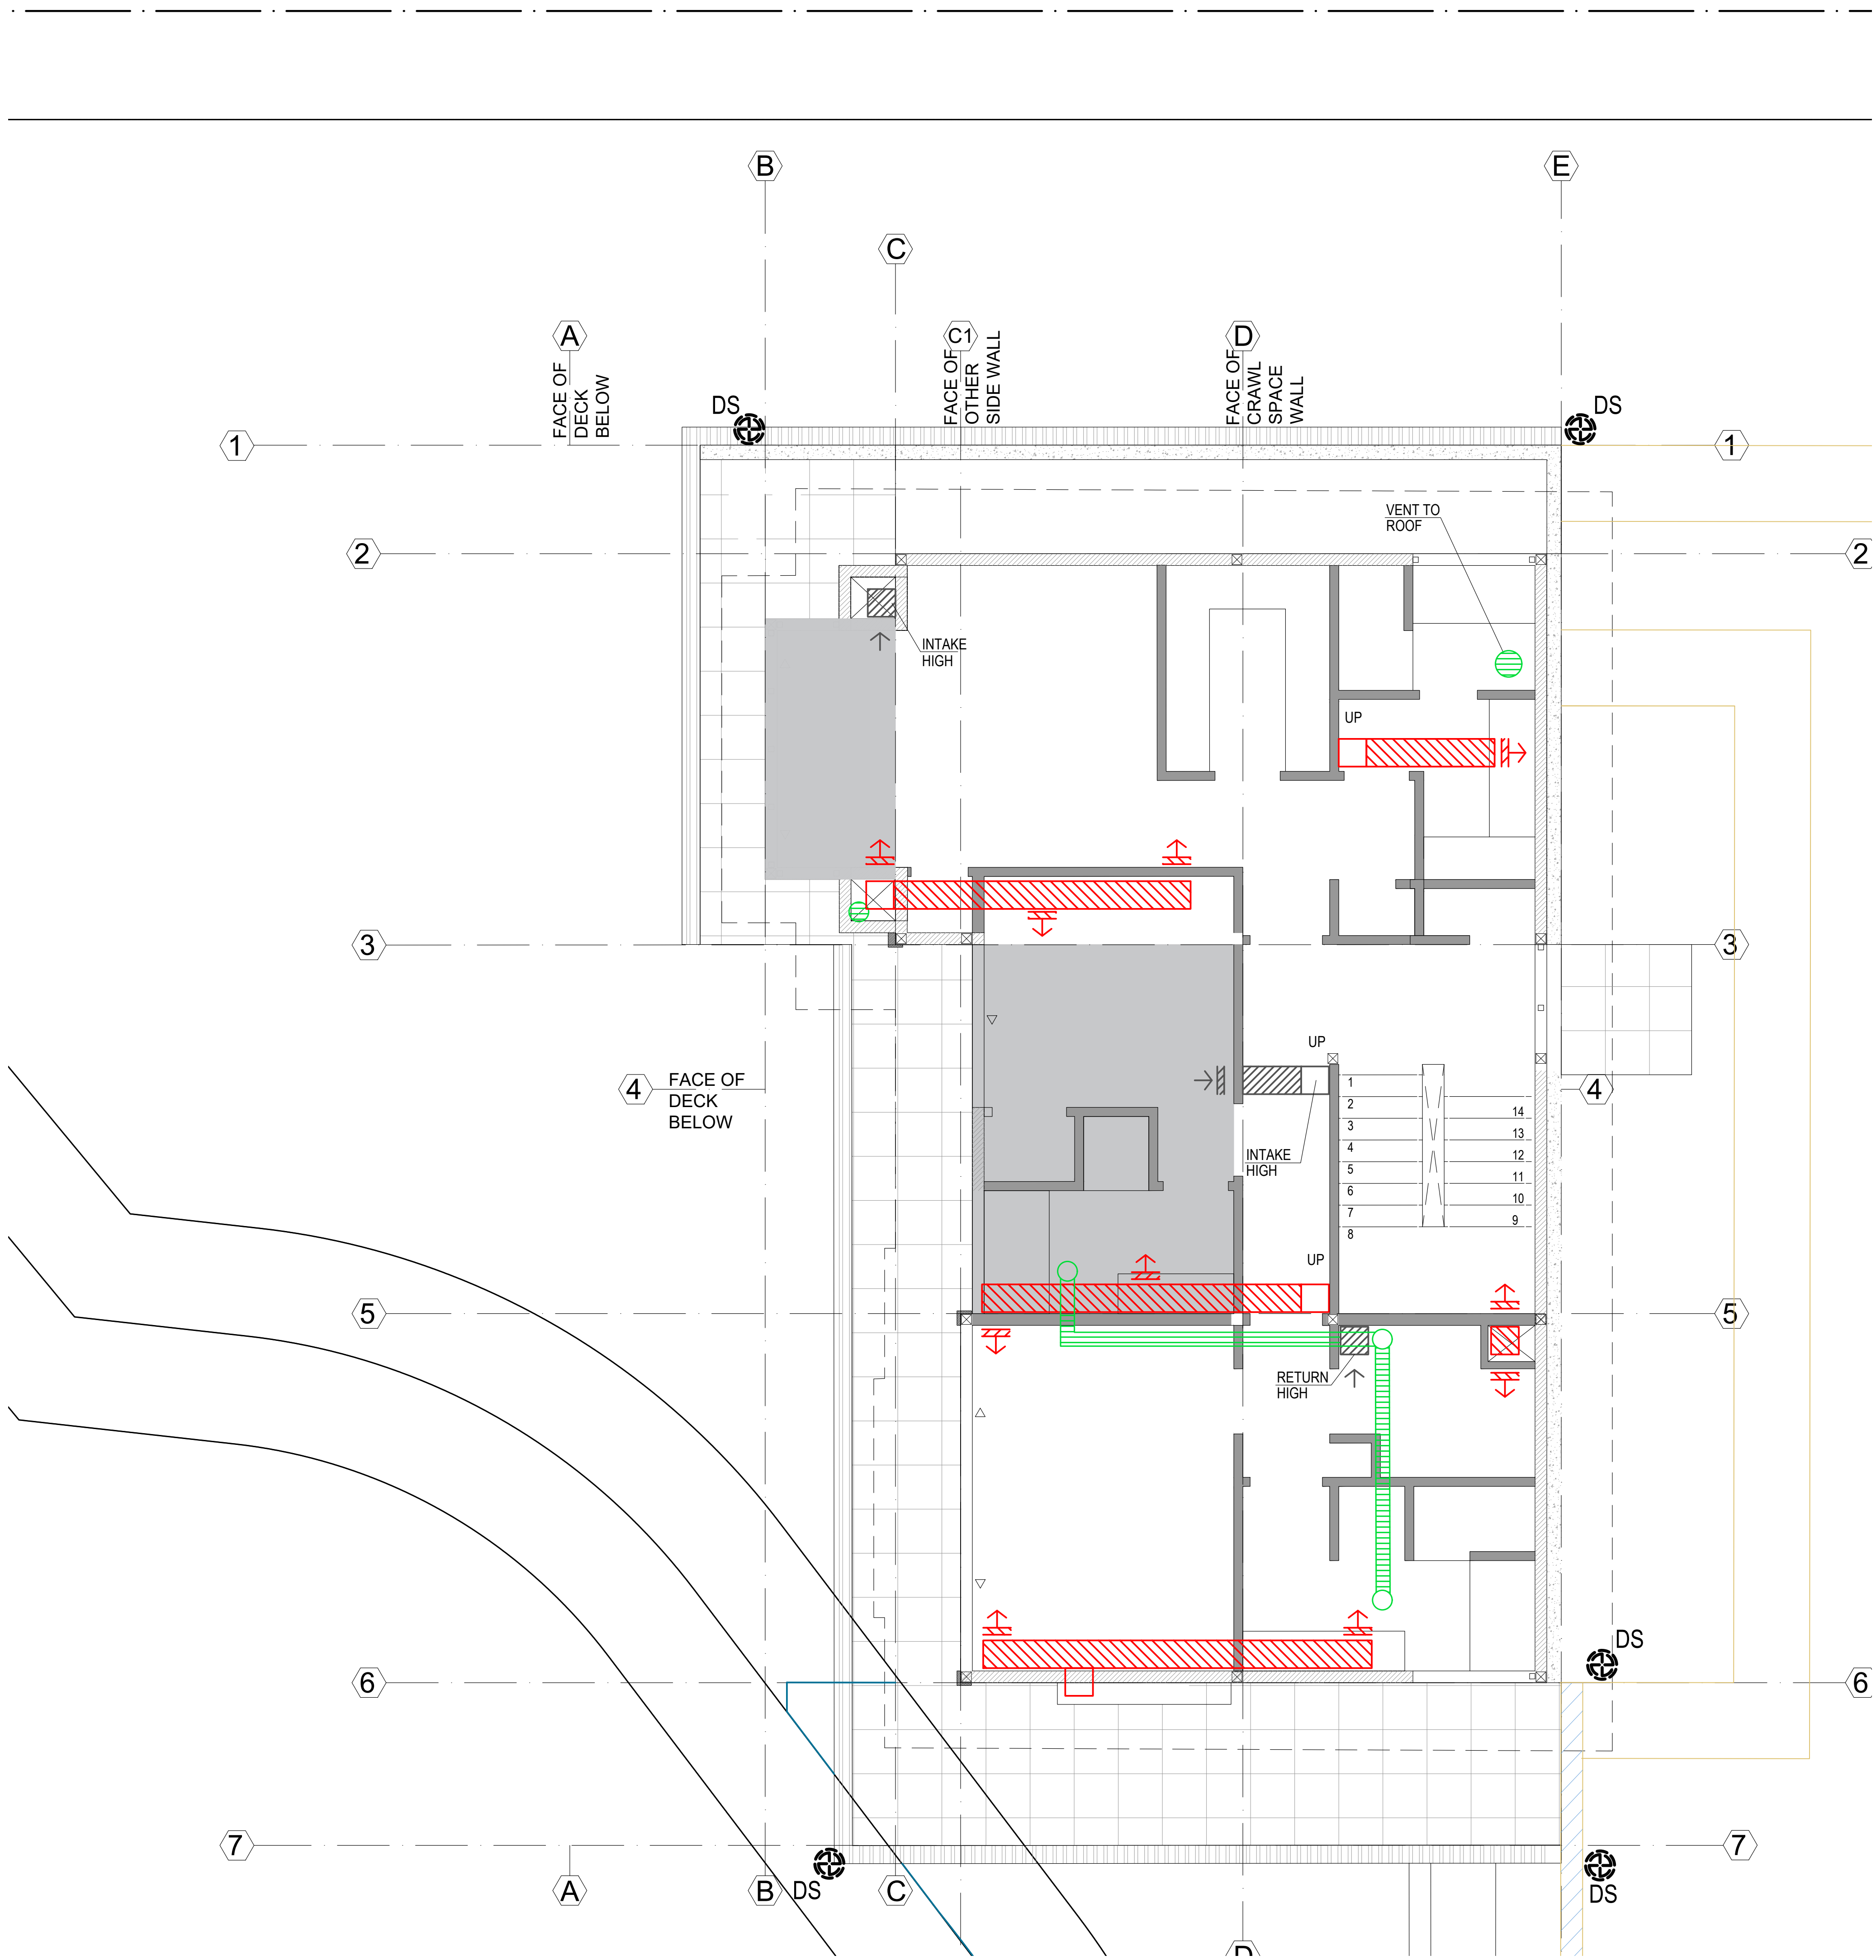 B
E
C
A
C1
D
FACE OF
DECK
BELOW
FACE OF
OTHER
SIDE WALL
FACE OF
CRAWL
SPACE
WALL
DS
DS
1
1
VENT TO
ROOF
2
2
INTAKE
HIGH
UP
3
3
UP
4
FACE OF
DECK
BELOW
4
1
2
3
4
5
6
7
8
14
13
12
11
10
9
INTAKE
HIGH
UP
5
5
RETURN
HIGH
DS
6
6
7
7
A
B
DS
C
DS
D